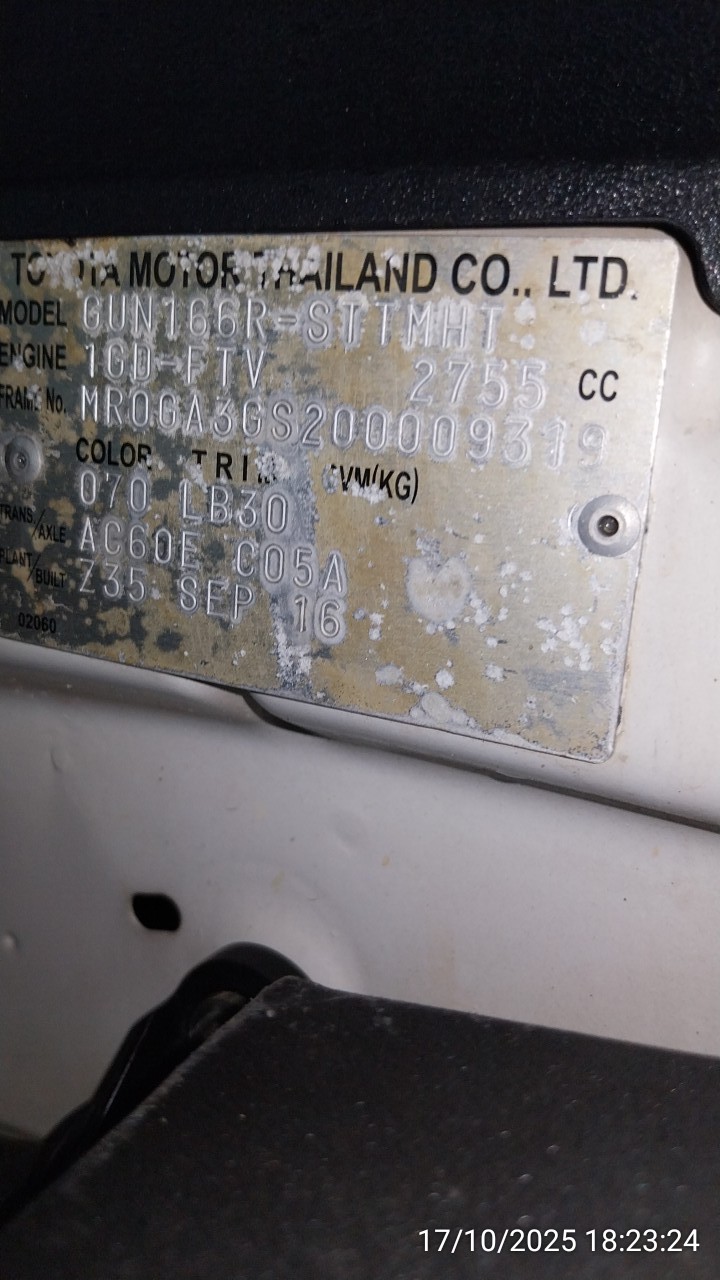 TOYOTA MOTOR THAILAND CO., LTD.
MODEL GUN166R-STTMHT
ENGINE 1GD-FTV 2755 CC
FRAME No. MR0GA3GS200009319
COLOR TRIM GVM(KG)
070 LB30
TRANS/AXLE AC60E C05A
PLANT/BUILT Z35 SEP 16
02060
17/10/2025 18:23:24